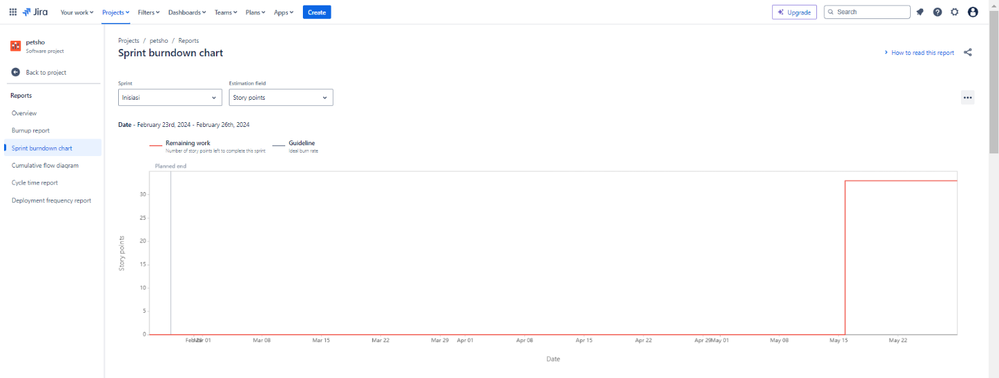 Jira Your work Projects Filters Dashboards Teams Plans Apps Create Upgrade Search
petsho
Software project
Back to project
Reports
Overview
Burnup report
Sprint burndown chart
Cumulative flow diagram
Cycle time report
Deployment frequency report
Projects / petsho / Reports
Sprint burndown chart
How to read this report
Sprint Estimation field
Inisiasi Story points
Date - February 23rd, 2024 - February 26th, 2024
Remaining work Guideline
Number of story points left to complete this sprint Ideal burn rate
Planned end
30
25
20
15
10
5
0
Story points
Mar 01 Mar 08 Mar 15 Mar 22 Mar 29 Apr 01 Apr 08 Apr 15 Apr 22 Apr 29 May 01 May 08 May 15 May 22
Date